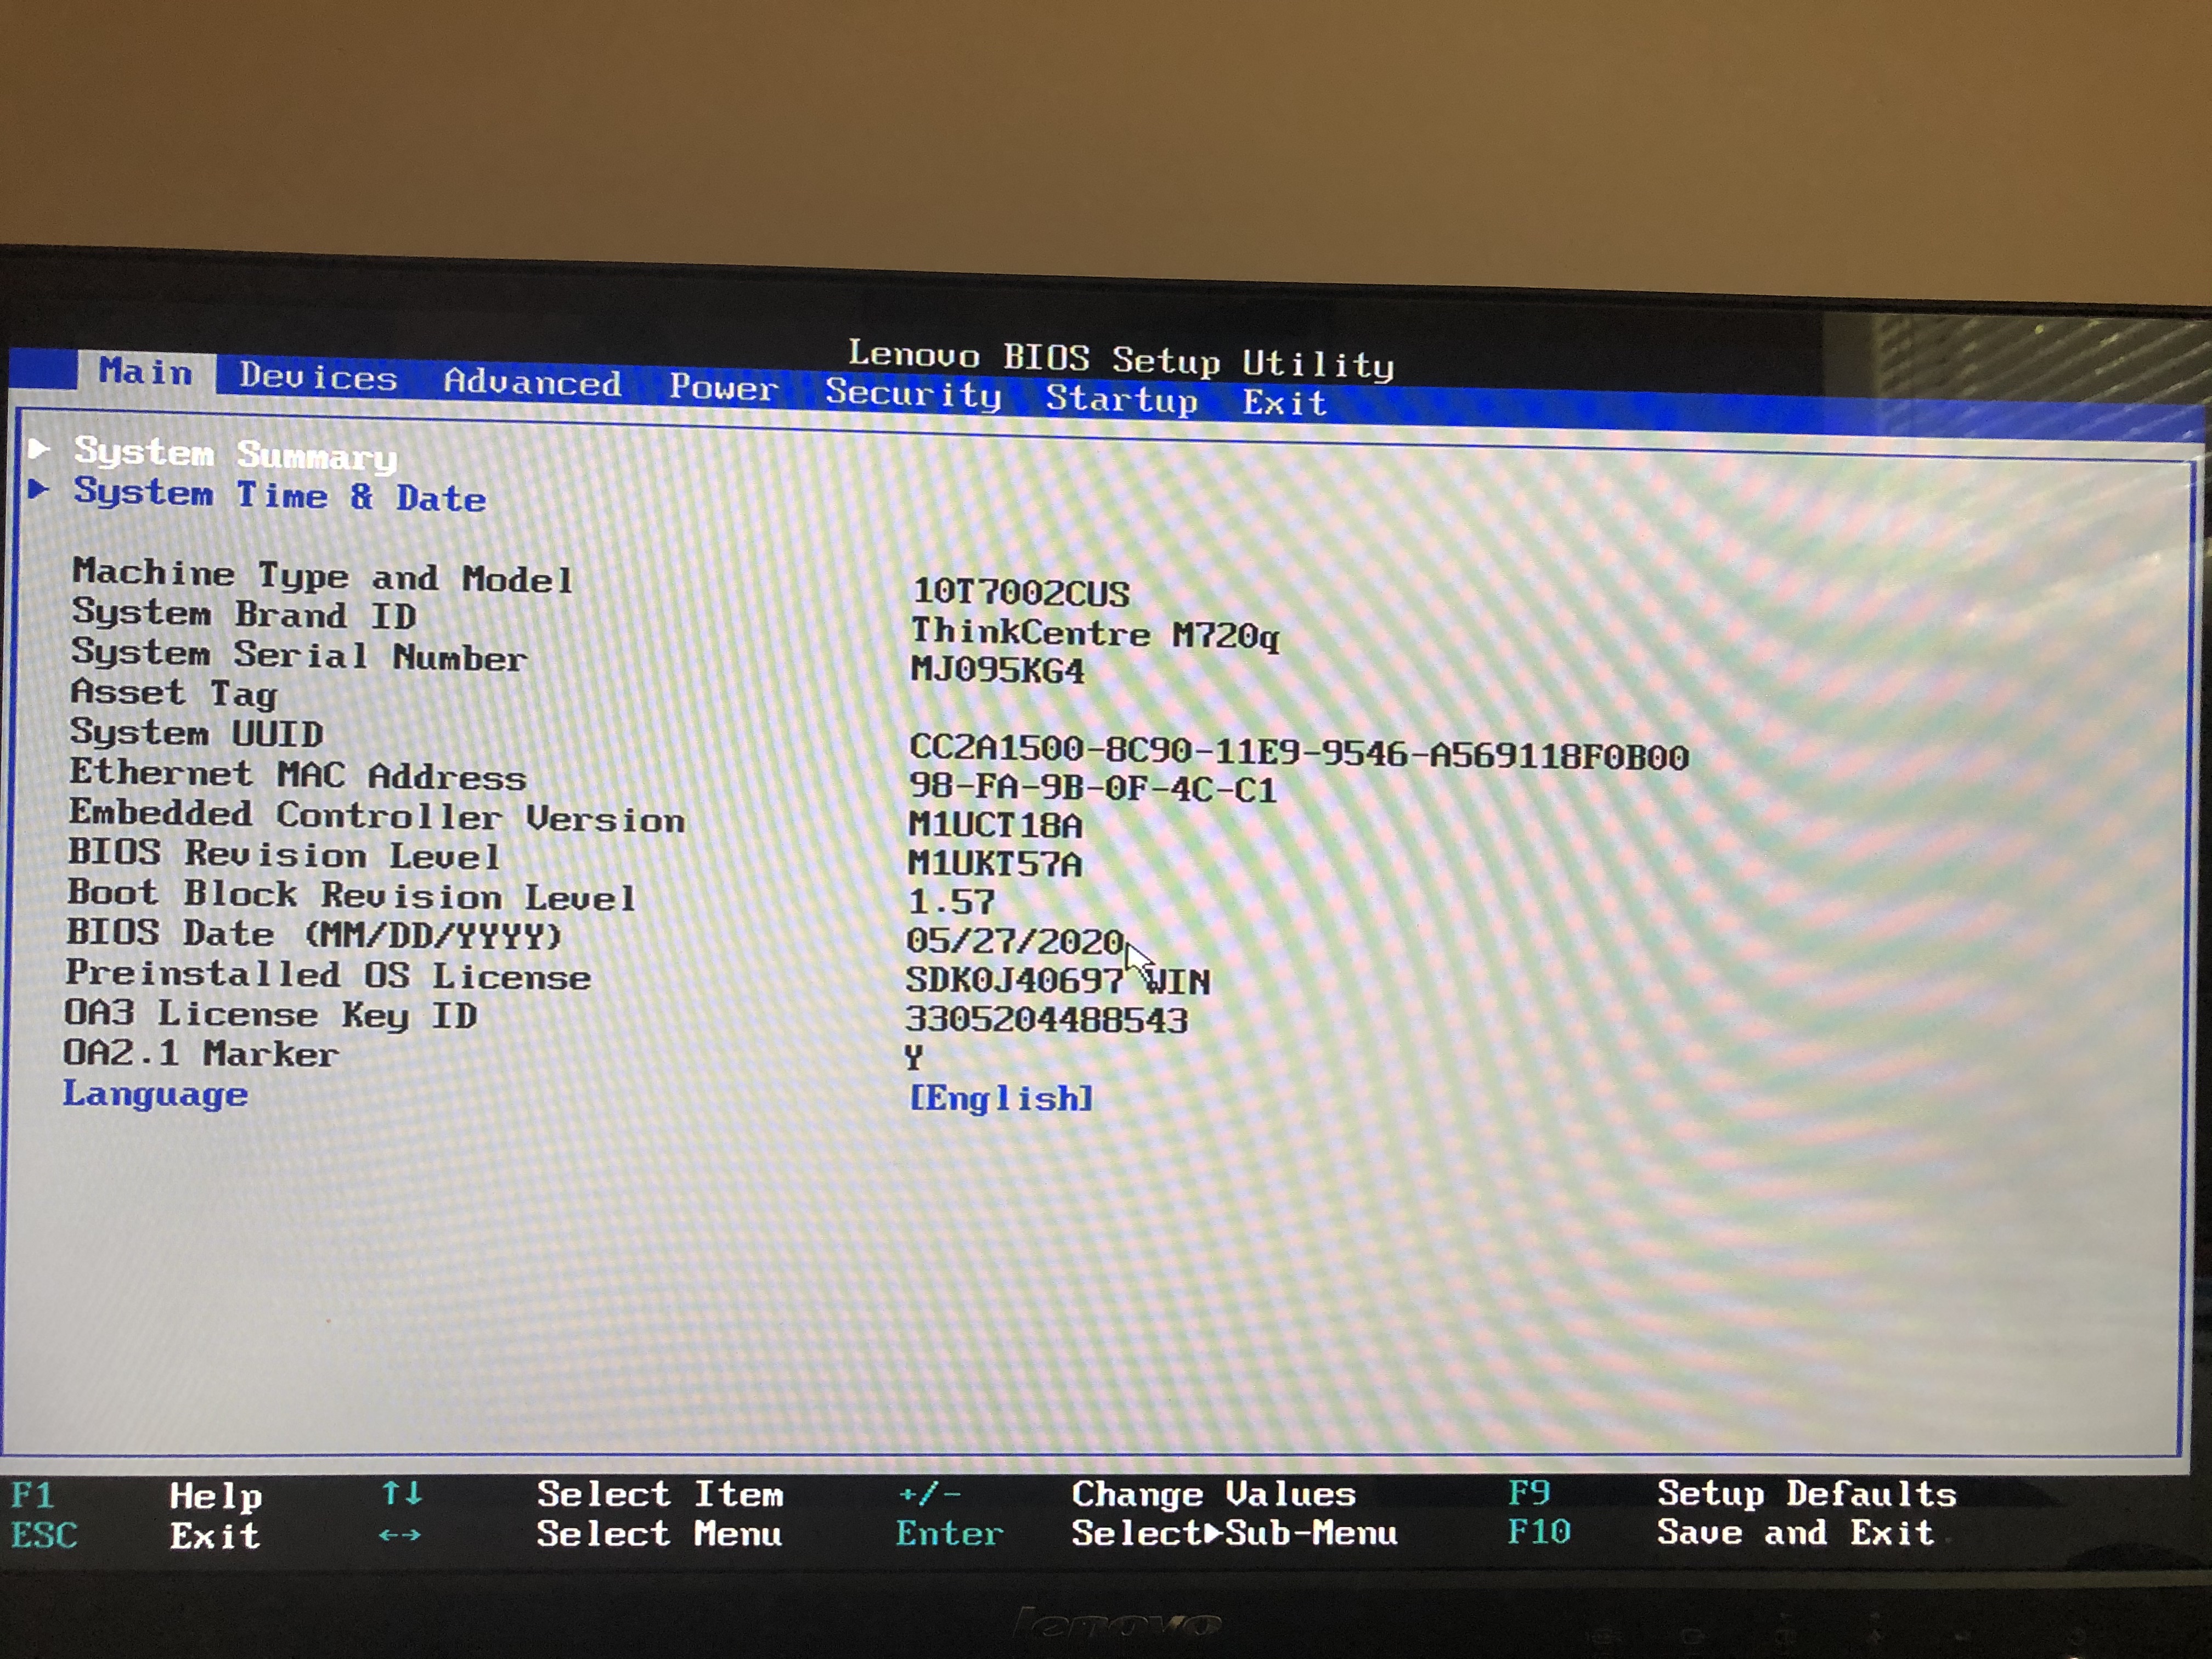 Lenovo BIOS Setup Utility
Main Devices Advanced Power Security Startup Exit
System Summary
System Time & Date
Machine Type and Model 10T7002CUS
System Brand ID ThinkCentre M720q
System Serial Number MJ095KG4
Asset Tag
System UUID CC2A1500-8C90-11E9-9546-A569118F0B00
Ethernet MAC Address 98-FA-9B-0F-4C-C1
Embedded Controller Version M1UCT18A
BIOS Revision Level M1UKT57A
Boot Block Revision Level 1.57
BIOS Date (MM/DD/YYYY) 05/27/2020
Preinstalled OS License SDK0J40697 WIN
OA3 License Key ID 3305204488543
OA2.1 Marker Y
Language [English]
F1 Help ↑↓ Select Item +/- Change Values F9 Setup Defaults
ESC Exit ←→ Select Menu Enter Select▶Sub-Menu F10 Save and Exit
lenovo